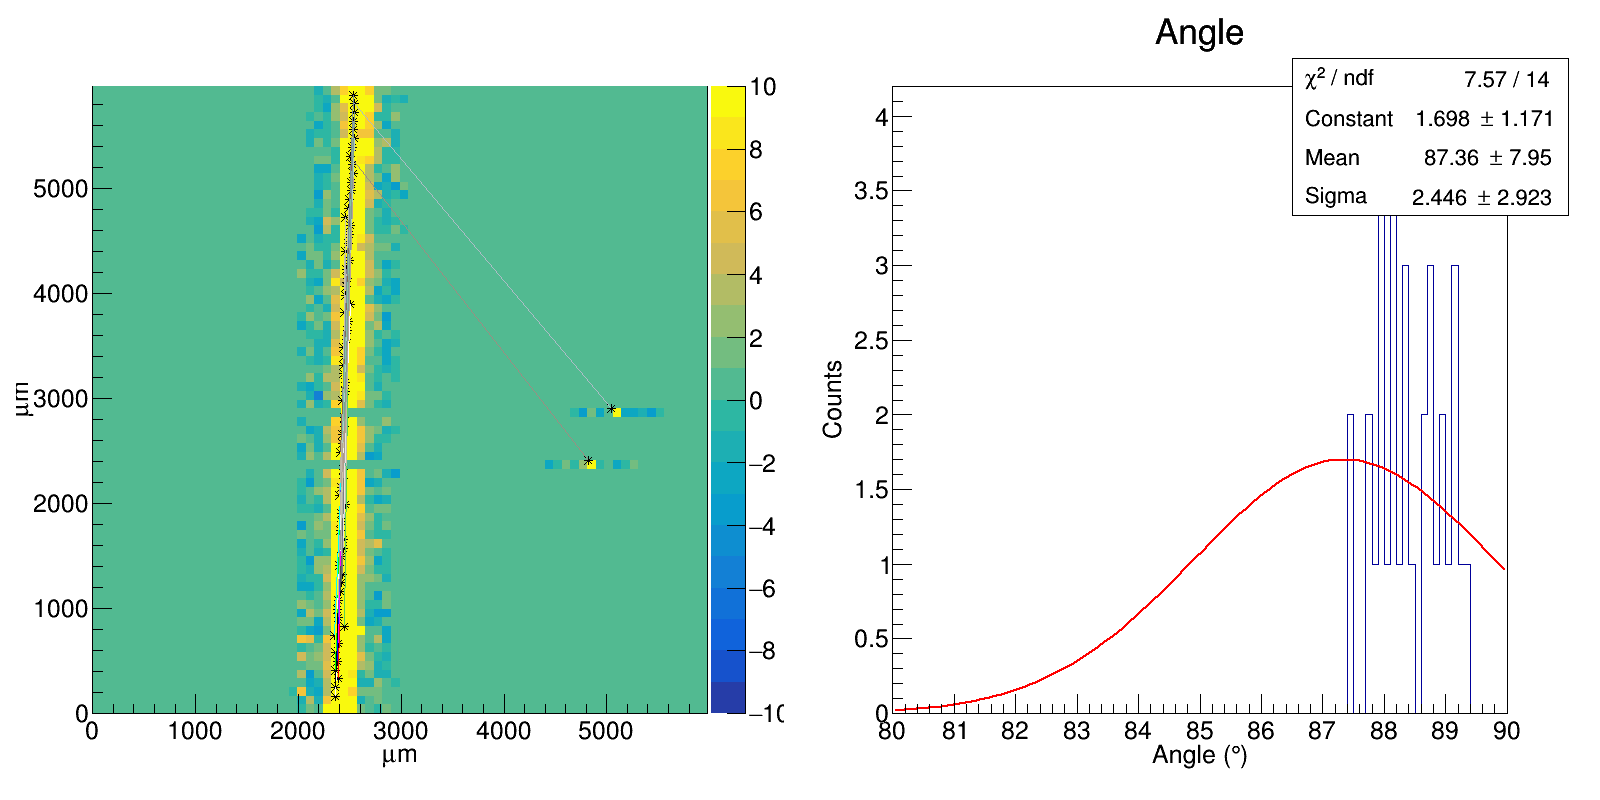 Angle
χ² / ndf 7.57 / 14
Constant 1.698 ± 1.171
Mean 87.36 ± 7.95
Sigma 2.446 ± 2.923
μm
5000
4000
3000
2000
1000
0
0 1000 2000 3000 4000 5000
μm
10
8
6
4
2
0
−2
−4
−6
−8
−10
Counts
4
3.5
3
2.5
2
1.5
1
0.5
0
80 81 82 83 84 85 86 87 88 89 90
Angle (°)